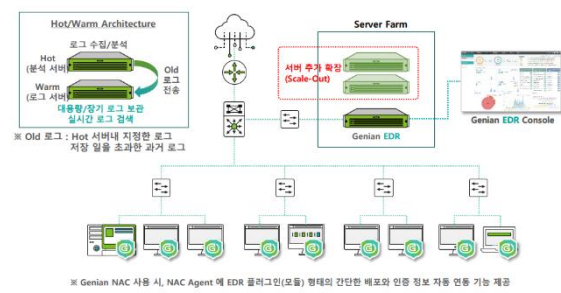 Hot/Warm Architecture
로그 수집/분석
Hot
(분석 서버)
Old
로그
전송
Warm
(로그 서버)
대용량/장기 로그 보관
실시간 로그 검색
※ Old 로그 : Hot 서버내 지정한 로그
저장 일을 초과한 과거 로그
Server Farm
서버 추가 확장
(Scale-Out)
Genian EDR
Genian EDR Console
※ Genian NAC 사용 시, NAC Agent 에 EDR 플러그인(모듈) 형태의 간단한 배포와 인증 정보 자동 연동 기능 제공